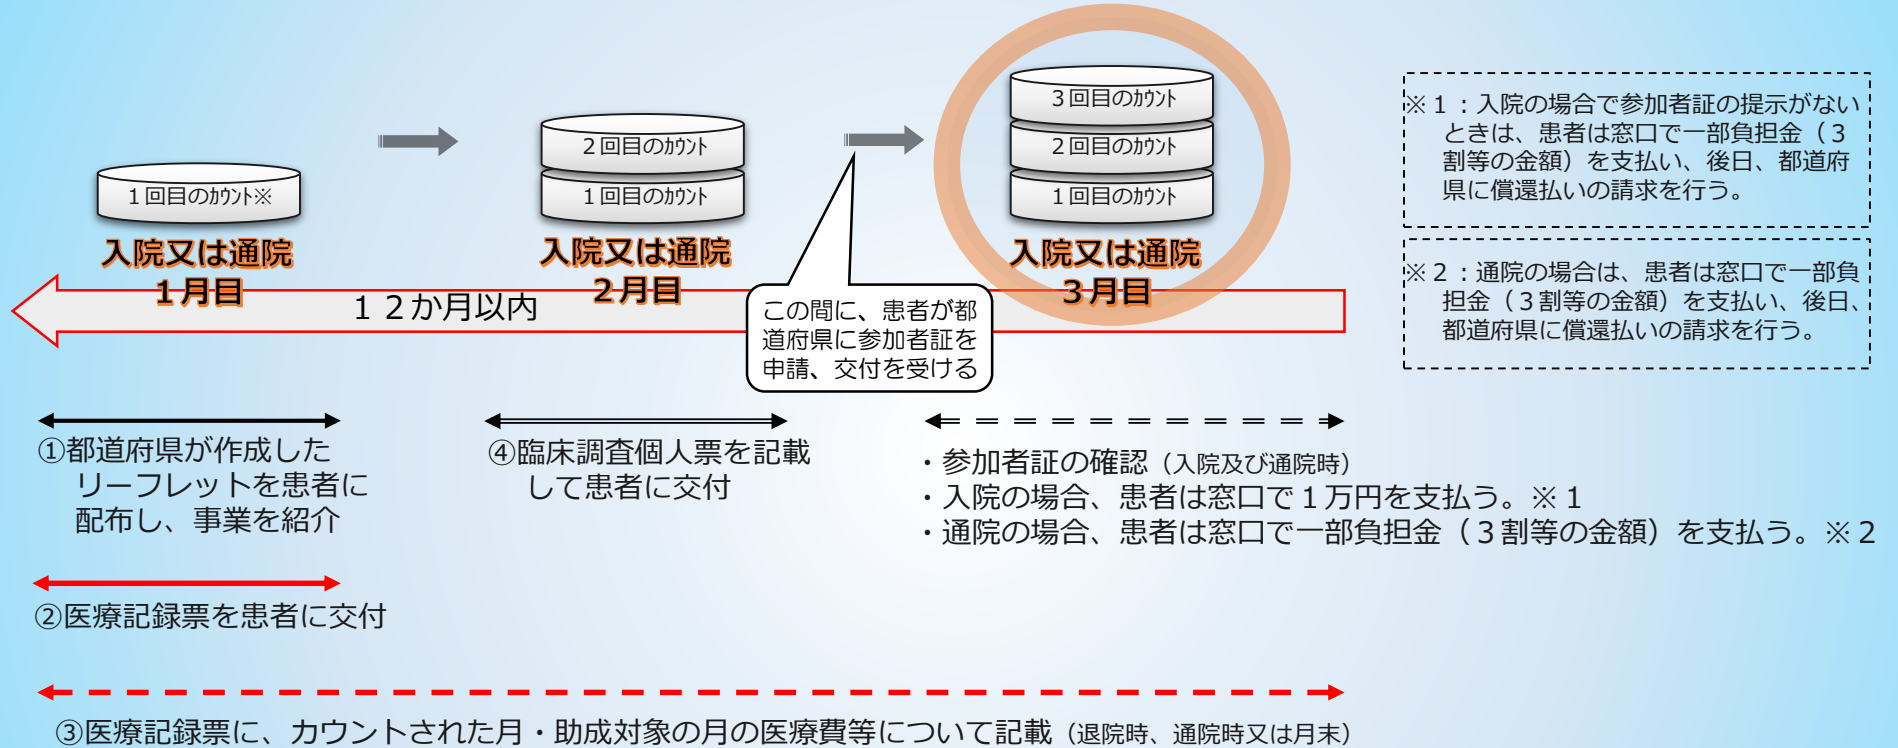 １回目のカウント※
入院又は通院
１月目
２回目のカウント
１回目のカウント
入院又は通院
２月目
３回目のカウント
２回目のカウント
１回目のカウント
入院又は通院
３月目
１２か月以内
この間に、患者が都
道府県に参加者証を
申請、交付を受ける
※１：入院の場合で参加者証の提示がない
ときは、患者は窓口で一部負担金（３
割等の金額）を支払い、後日、都道府
県に償還払いの請求を行う。
※２：通院の場合は、患者は窓口で一部負
担金（３割等の金額）を支払い、後日、
都道府県に償還払いの請求を行う。
①都道府県が作成した
リーフレットを患者に
配布し、事業を紹介
②医療記録票を患者に交付
④臨床調査個人票を記載
して患者に交付
・参加者証の確認（入院及び通院時）
・入院の場合、患者は窓口で１万円を支払う。※１
・通院の場合、患者は窓口で一部負担金（３割等の金額）を支払う。※２
③医療記録票に、カウントされた月・助成対象の月の医療費等について記載（退院時、通院時又は月末）